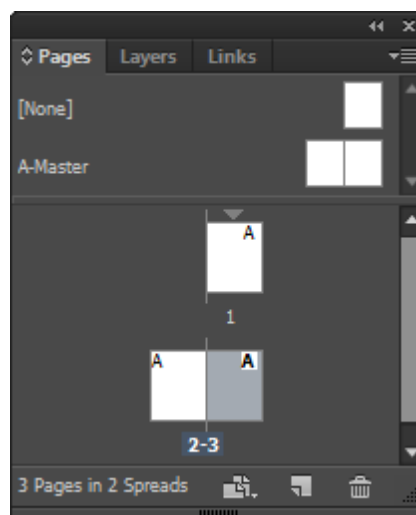 Pages Layers Links
[None]
A-Master
A
1
A A
2-3
3 Pages in 2 Spreads